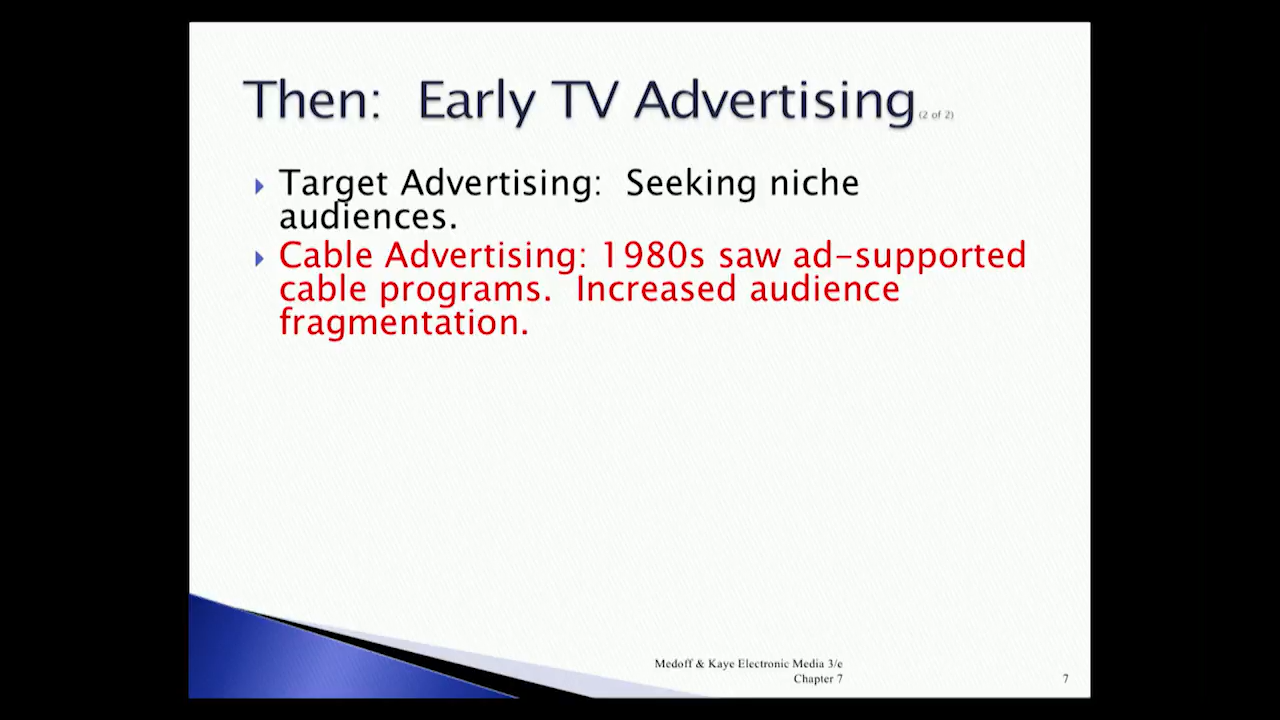 Then:  Early TV Advertising (2 of 2)
Target Advertising:  Seeking niche
audiences.
Cable Advertising: 1980s saw ad-supported
cable programs.  Increased audience
fragmentation.
Medoff & Kaye Electronic Media 3/e
Chapter 7
7